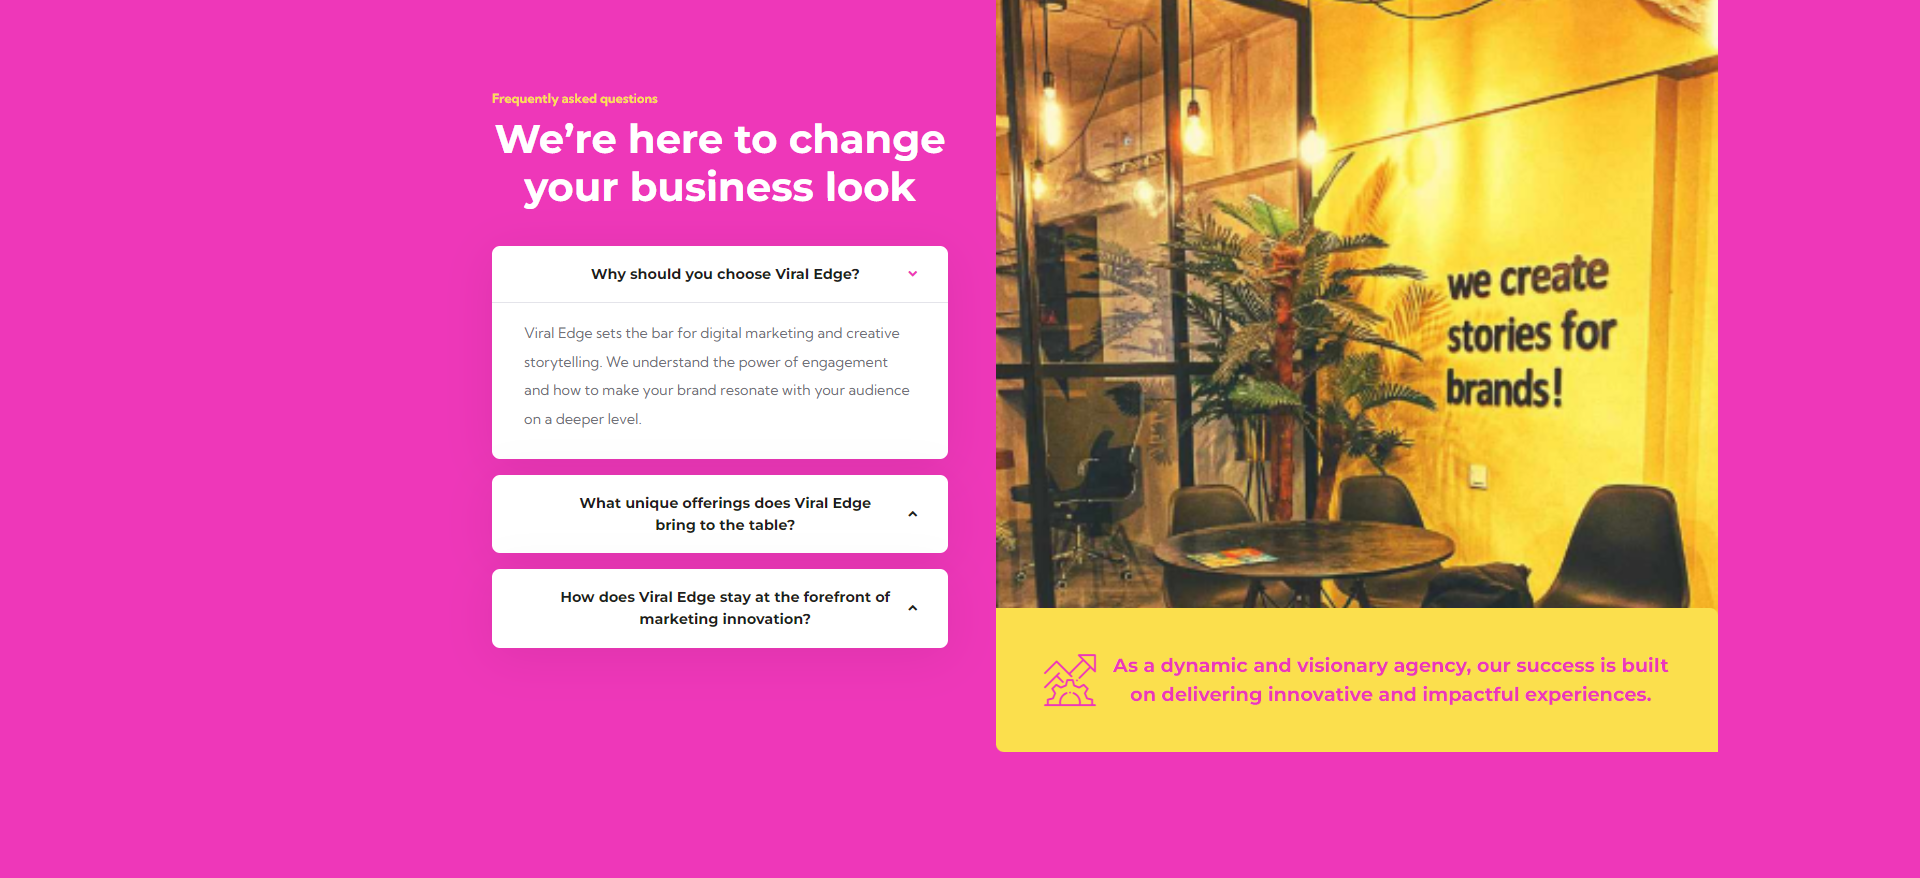 Frequently asked questions
We’re here to change
your business look
Why should you choose Viral Edge?
Viral Edge sets the bar for digital marketing and creative
storytelling. We understand the power of engagement
and how to make your brand resonate with your audience
on a deeper level.
What unique offerings does Viral Edge
bring to the table?
How does Viral Edge stay at the forefront of
marketing innovation?
we create
stories for
brands!
As a dynamic and visionary agency, our success is built
on delivering innovative and impactful experiences.